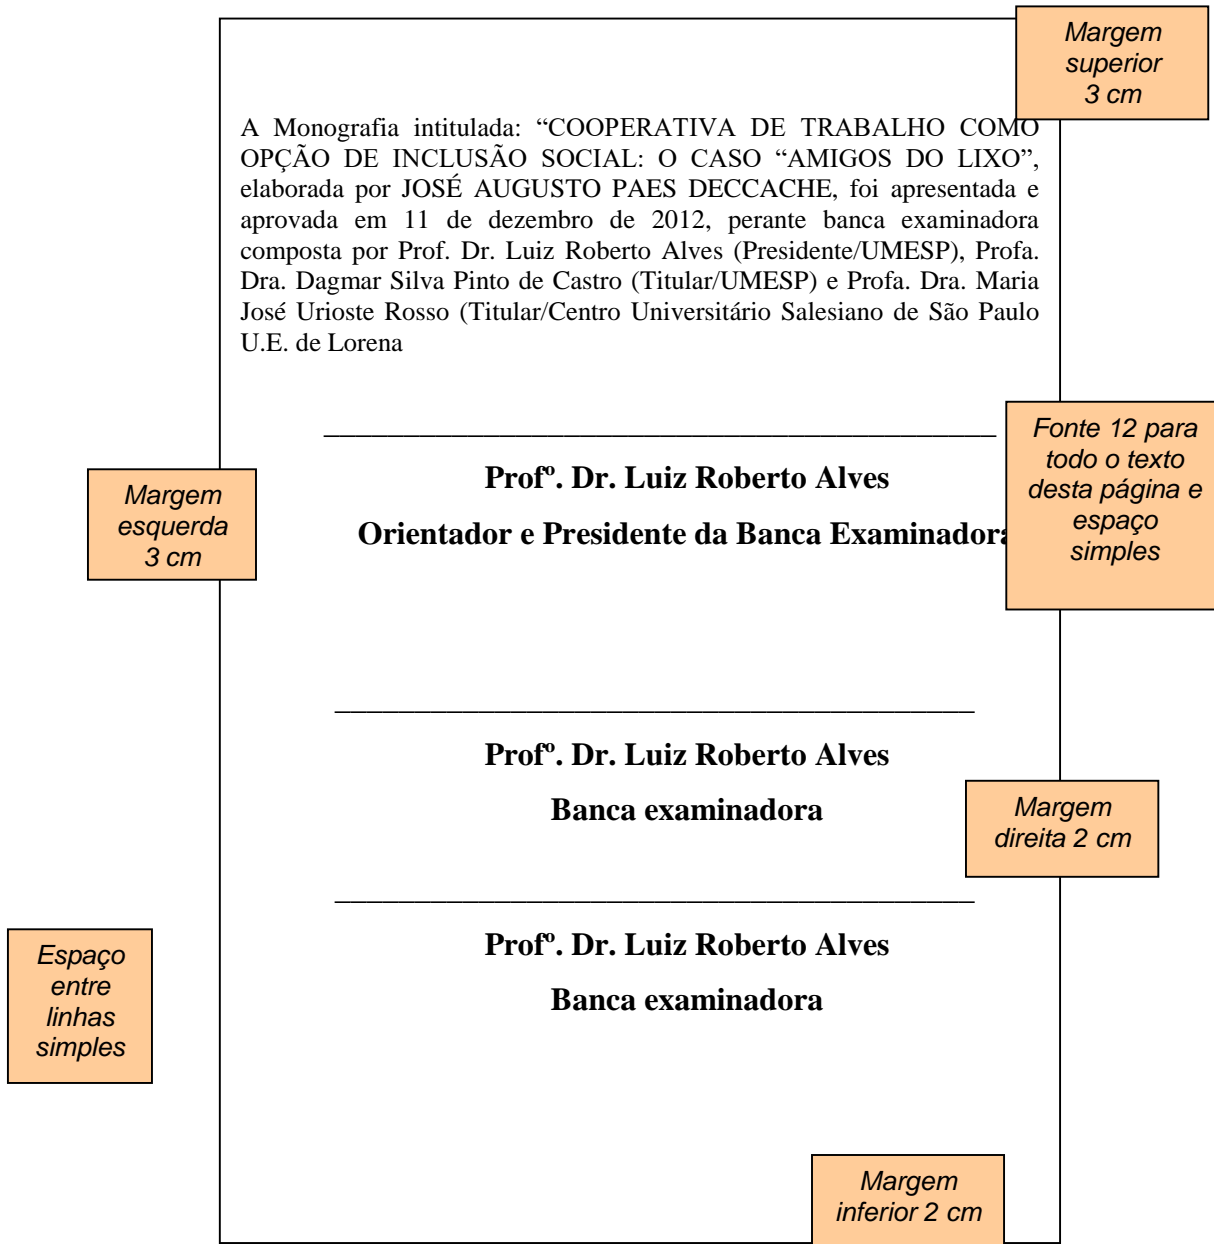 Margem
superior
3 cm
A Monografia intitulada: “COOPERATIVA DE TRABALHO COMO
OPÇÃO DE INCLUSÃO SOCIAL: O CASO “AMIGOS DO LIXO”,
elaborada por JOSÉ AUGUSTO PAES DECCACHE, foi apresentada e
aprovada em 11 de dezembro de 2012, perante banca examinadora
composta por Prof. Dr. Luiz Roberto Alves (Presidente/UMESP), Profa.
Dra. Dagmar Silva Pinto de Castro (Titular/UMESP) e Profa. Dra. Maria
José Urioste Rosso (Titular/Centro Universitário Salesiano de São Paulo
U.E. de Lorena
Fonte 12 para
todo o texto
desta página e
espaço
simples
Profº. Dr. Luiz Roberto Alves
Orientador e Presidente da Banca Examinadora
Margem
esquerda
3 cm
Profº. Dr. Luiz Roberto Alves
Banca examinadora
Margem
direita 2 cm
Profº. Dr. Luiz Roberto Alves
Banca examinadora
Espaço
entre
linhas
simples
Margem
inferior 2 cm